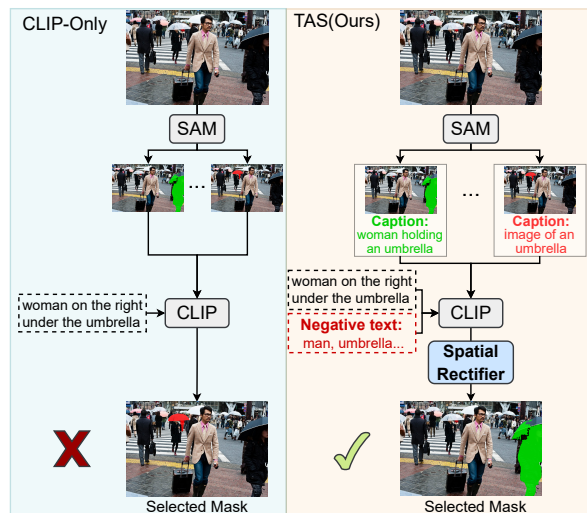 CLIP-Only
SAM
...
woman on the right
under the umbrella
CLIP
Selected Mask
TAS(Ours)
SAM
Caption:
woman holding
an umbrella
...
Caption:
image of an
umbrella
woman on the right
under the umbrella
Negative text:
man, umbrella...
CLIP
Spatial
Rectifier
Selected Mask